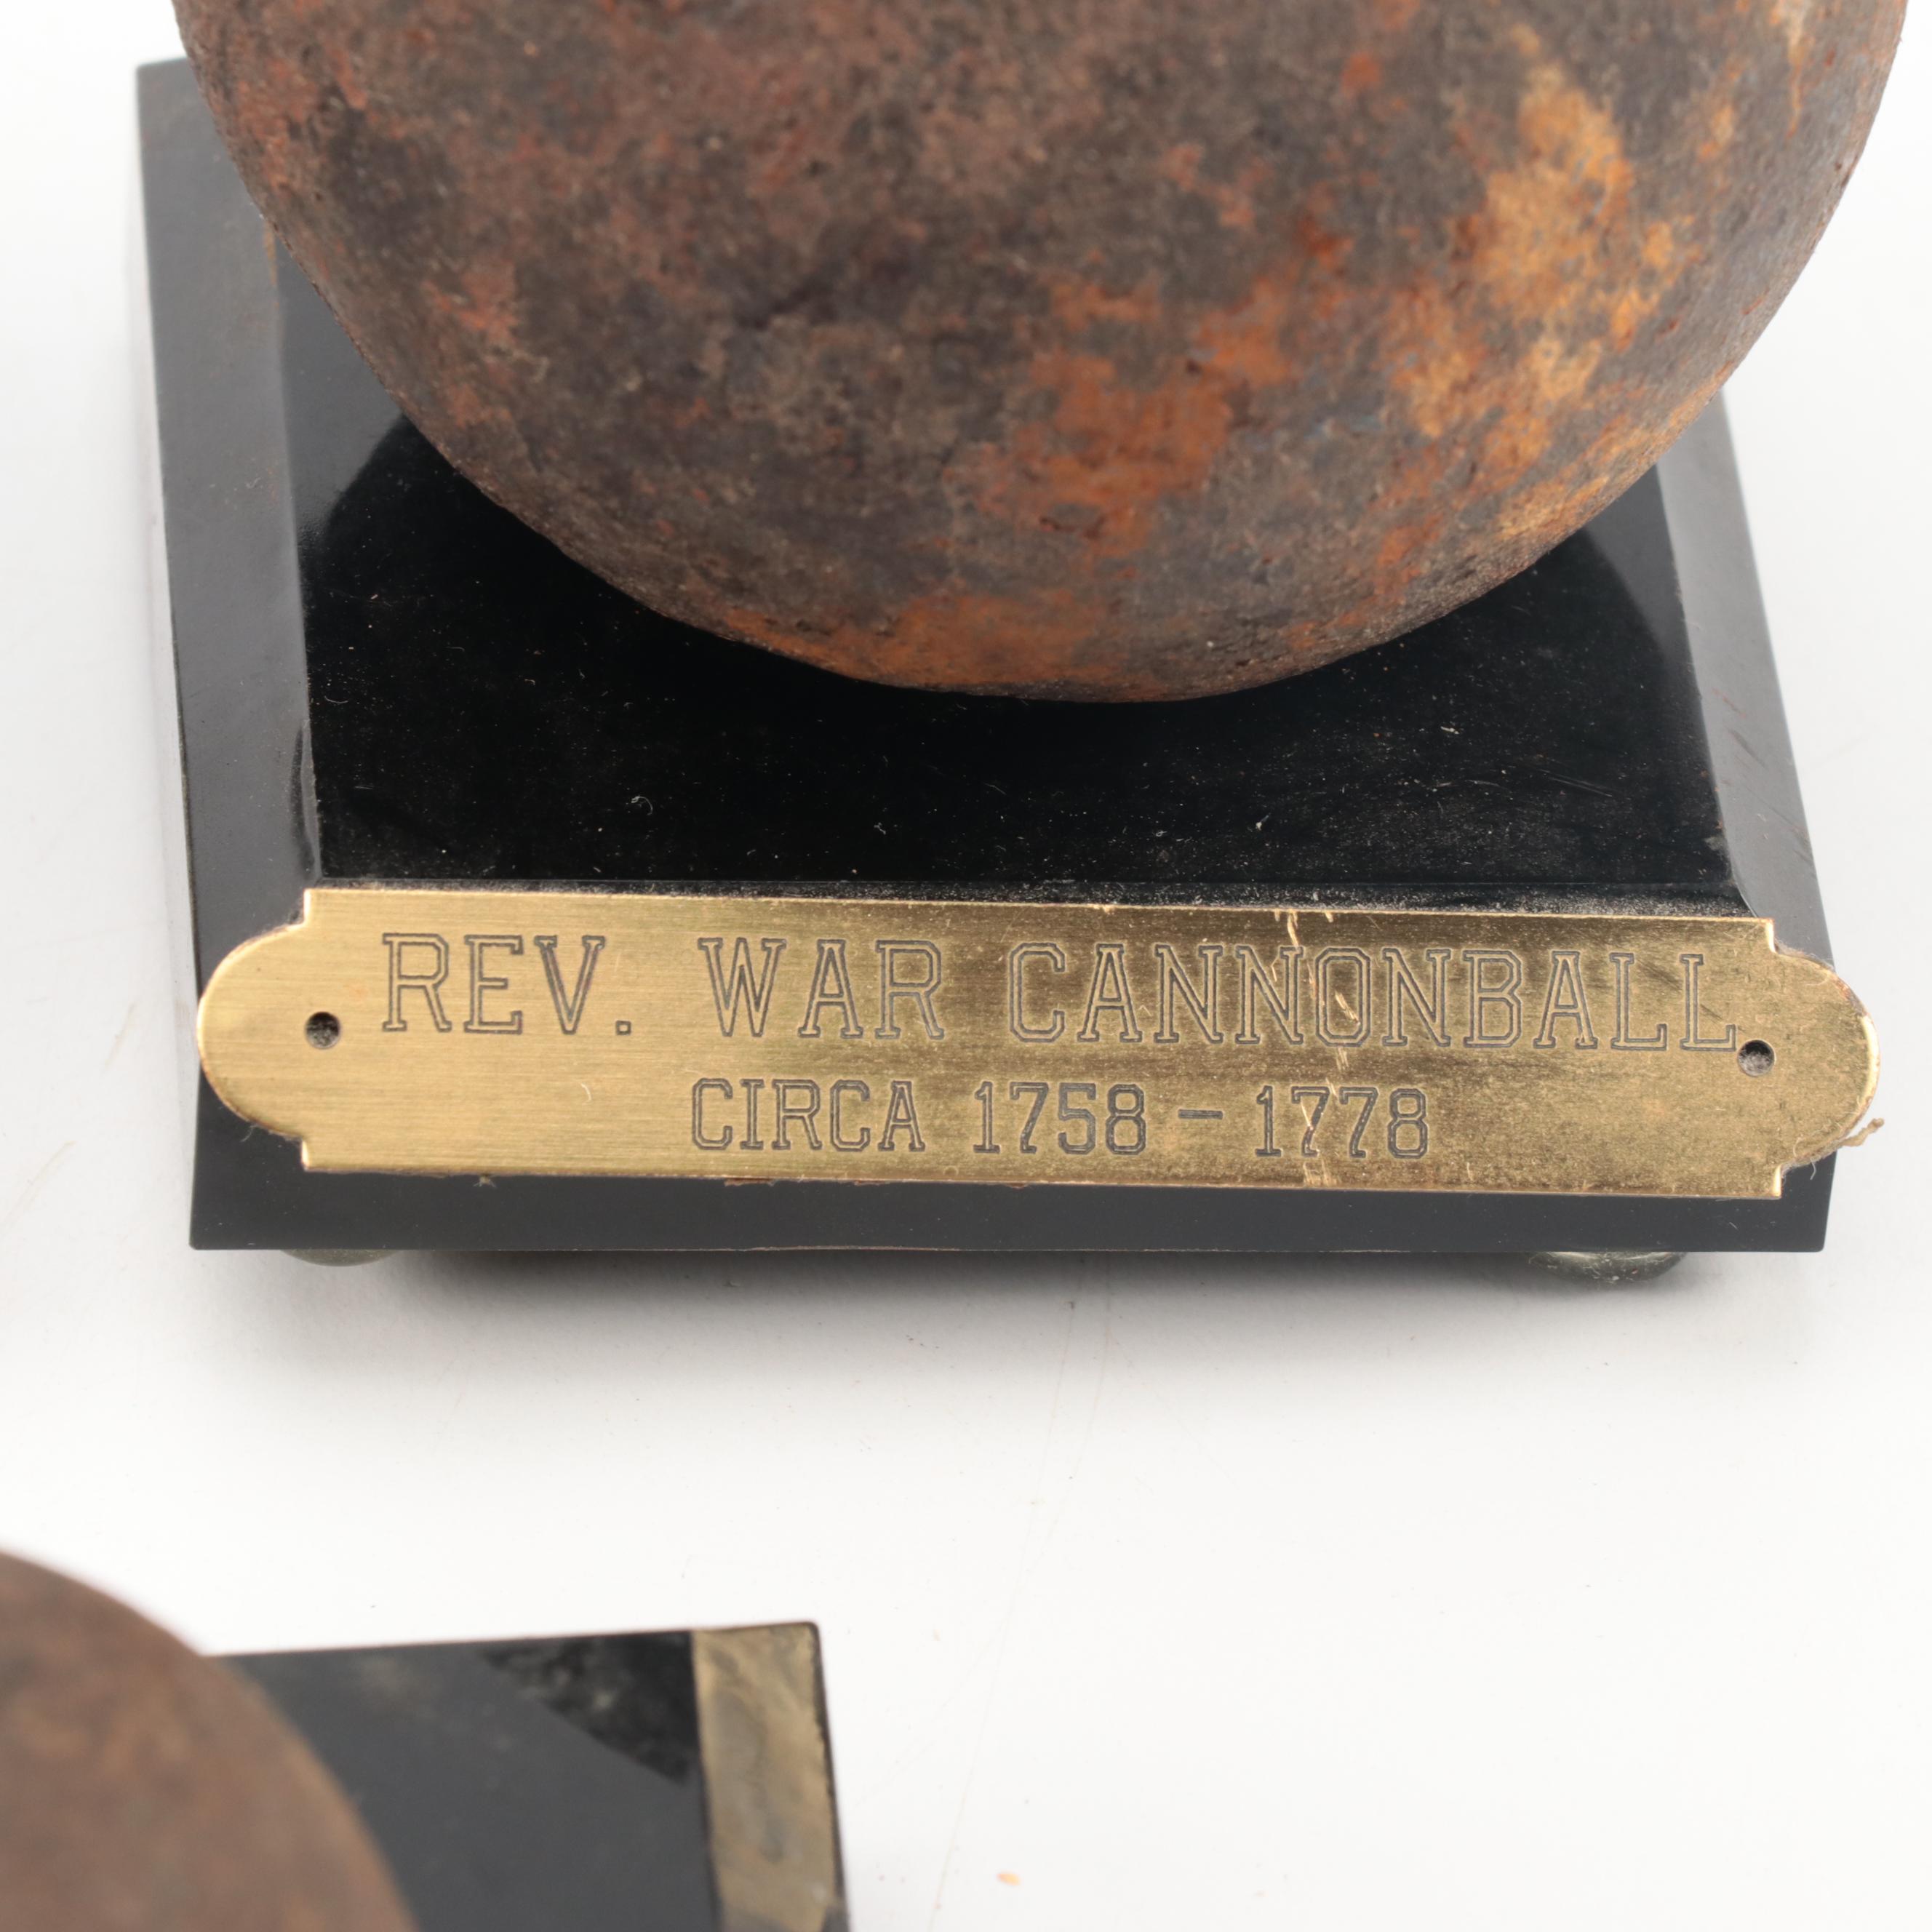 REV. WAR CANNONBALL
CIRCA 1758 - 1778